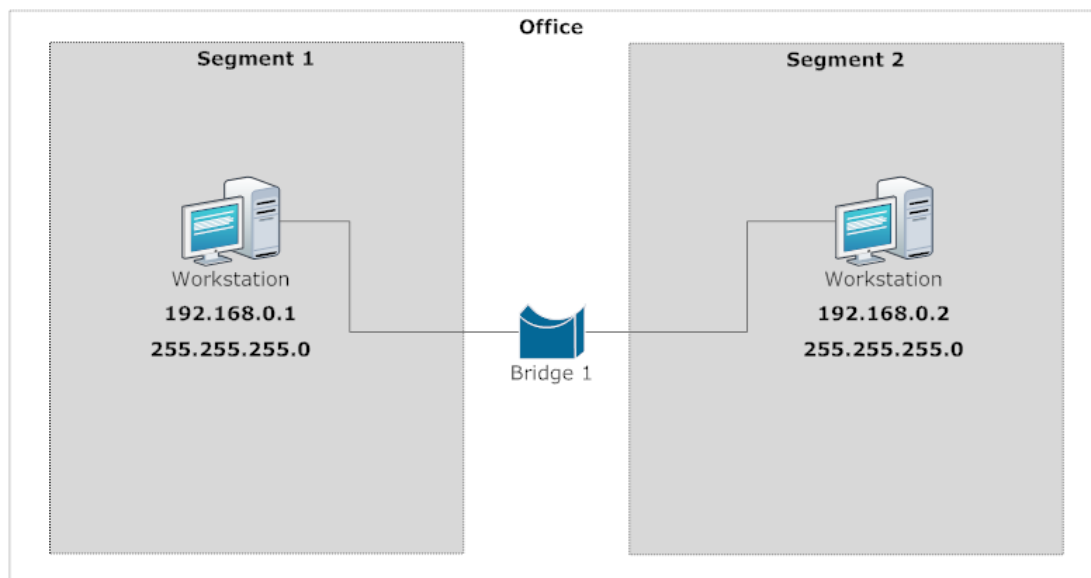 Office
Segment 1
Segment 2
Workstation
192.168.0.1
255.255.255.0
Bridge 1
Workstation
192.168.0.2
255.255.255.0